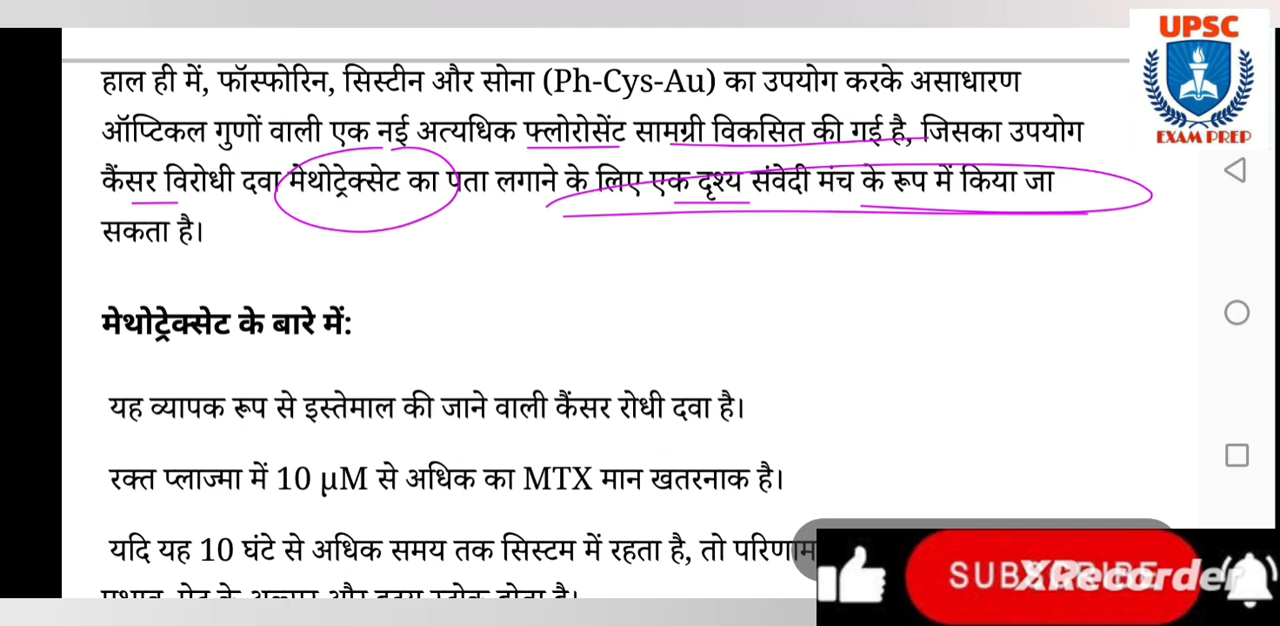 UPSC
EXAM PREP
हाल ही में, फॉस्फोरिन, सिस्टीन और सोना (Ph-Cys-Au) का उपयोग करके असाधारण
ऑप्टिकल गुणों वाली एक नई अत्यधिक फ्लोरोसेंट सामग्री विकसित की गई है, जिसका उपयोग
कैंसर विरोधी दवा मेथोट्रेक्सेट का पता लगाने के लिए एक दृश्य संवेदी मंच के रूप में किया जा
सकता है।
मेथोट्रेक्सेट के बारे में:
यह व्यापक रूप से इस्तेमाल की जाने वाली कैंसर रोधी दवा है।
रक्त प्लाज्मा में 10 μM से अधिक का MTX मान खतरनाक है।
यदि यह 10 घंटे से अधिक समय तक सिस्टम में रहता है, तो परिणाम
SUBSCRIBE
XRecorder